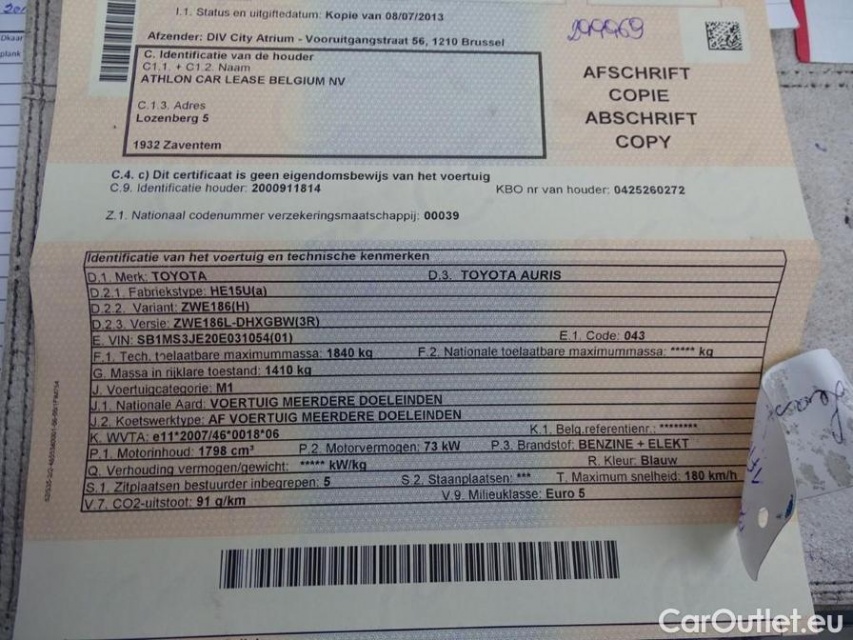 I.1. Status en uitgiftedatum: Kopie van 08/07/2013
Afzender: DIV City Atrium - Vooruitgangstraat 56, 1210 Brussel
299969
C. Identificatie van de houder
C1.1. + C1.2. Naam
ATHLON CAR LEASE BELGIUM NV
C.1.3. Adres
Lozenberg 5
1932 Zaventem
AFSCHRIFT
COPIE
ABSCHRIFT
COPY
C.4. c) Dit certificaat is geen eigendomsbewijs van het voertuig
C.9. Identificatie houder: 2000911814 KBO nr van houder: 0425260272
Z.1. Nationaal codenummer verzekeringsmaatschappij: 00039
Identificatie van het voertuig en technische kenmerken
D.1. Merk: TOYOTA D.3. TOYOTA AURIS
D.2.1. Fabriekstype: HE15U(a)
D.2.2. Variant: ZWE186(H)
D.2.3. Versie: ZWE186L-DHXGBW(3R)
E. VIN: SB1MS3JE20E031054(01) E.1. Code: 043
F.1. Tech. toelaatbare maximummassa: 1840 kg F.2. Nationale toelaatbare maximummassa: ***** kg
G. Massa in rijklare toestand: 1410 kg
J. Voertuigcategorie: M1
J.1. Nationale Aard: VOERTUIG MEERDERE DOELEINDEN
J.2. Koetswerktype: AF VOERTUIG MEERDERE DOELEINDEN
K. WVTA: e11*2007/46*0018*06 K.1. Belg.referentienr.: ********
P.1. Motorinhoud: 1798 cm³ P.2. Motorvermogen: 73 kW P.3. Brandstof: BENZINE + ELEKT
Q. Verhouding vermogen/gewicht: ***** kW/kg R. Kleur: Blauw
S.1. Zitplaatsen bestuurder inbegrepen: 5 S.2. Staanplaatsen: *** T. Maximum snelheid: 180 km/h
V.7. CO2-uitstoot: 91 g/km V.9. Milieuklasse: Euro 5
CarOutlet.eu